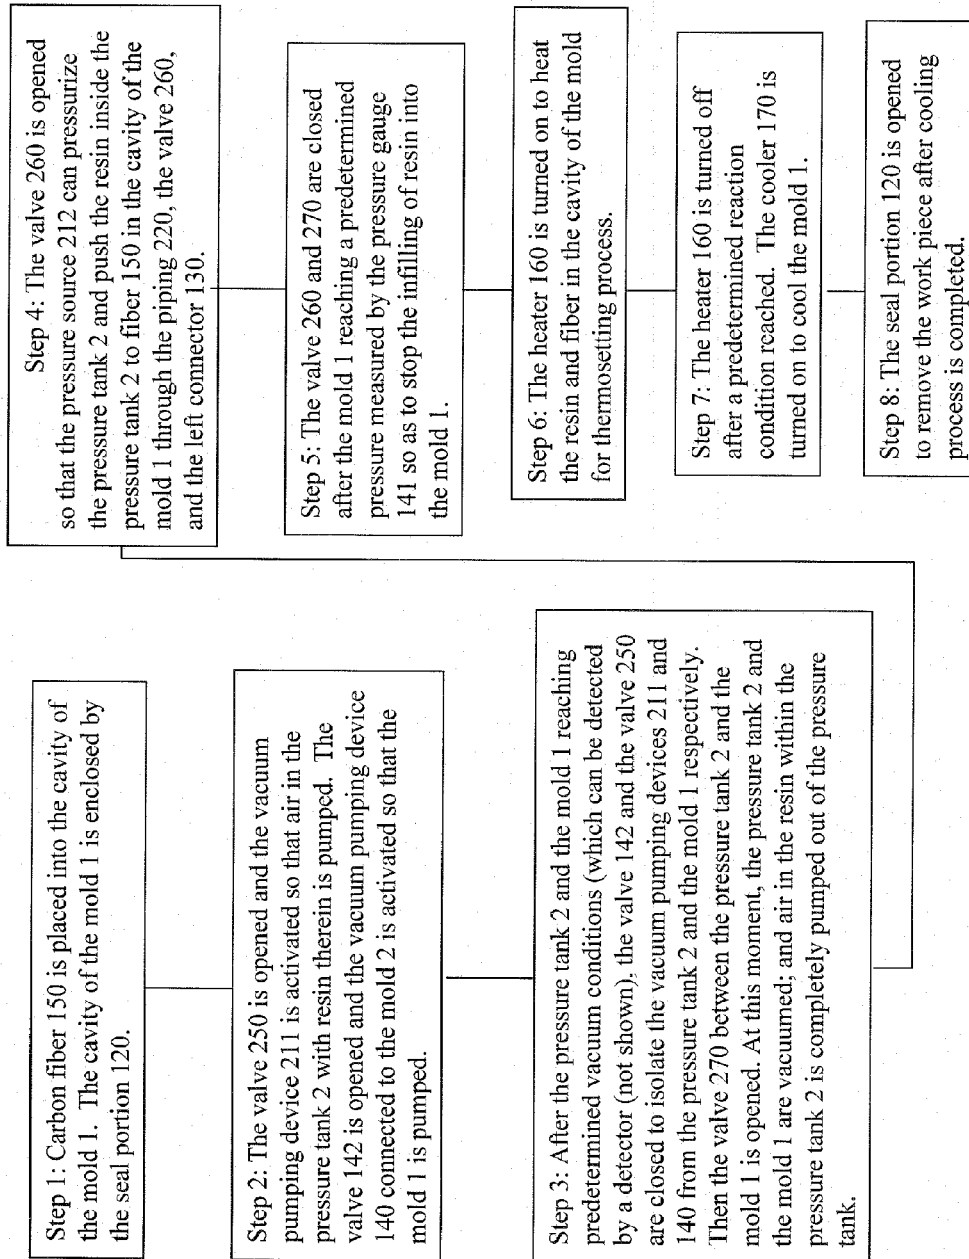 Step 1: Carbon fiber 150 is placed into the cavity of
the mold 1. The cavity of the mold 1 is enclosed by
the seal portion 120.
Step 2: The valve 250 is opened and the vacuum
pumping device 211 is activated so that air in the
pressure tank 2 with resin therein is pumped. The
valve 142 is opened and the vacuum pumping device
140 connected to the mold 2 is activated so that the
mold 1 is pumped.
Step 3: After the pressure tank 2 and the mold 1 reaching
predetermined vacuum conditions (which can be detected
by a detector (not shown), the valve 142 and the valve 250
are closed to isolate the vacuum pumping devices 211 and
140 from the pressure tank 2 and the mold 1 respectively.
Then the valve 270 between the pressure tank 2 and the
mold 1 is opened. At this moment, the pressure tank 2 and
the mold 1 are vacuumed; and air in the resin within the
pressure tank 2 is completely pumped out of the pressure
tank.
Step 4: The valve 260 is opened
so that the pressure source 212 can pressurize
the pressure tank 2 and push the resin inside the
pressure tank 2 to fiber 150 in the cavity of the
mold 1 through the piping 220, the valve 260,
and the left connector 130.
Step 5: The valve 260 and 270 are closed
after the mold 1 reaching a predetermined
pressure measured by the pressure gauge
141 so as to stop the infilling of resin into
the mold 1.
Step 6: The heater 160 is turned on to heat
the resin and fiber in the cavity of the mold
for thermosetting process.
Step 7: The heater 160 is turned off
after a predetermined reaction
condition reached. The cooler 170 is
turned on to cool the mold 1.
Step 8: The seal portion 120 is opened
to remove the work piece after cooling
process is completed.